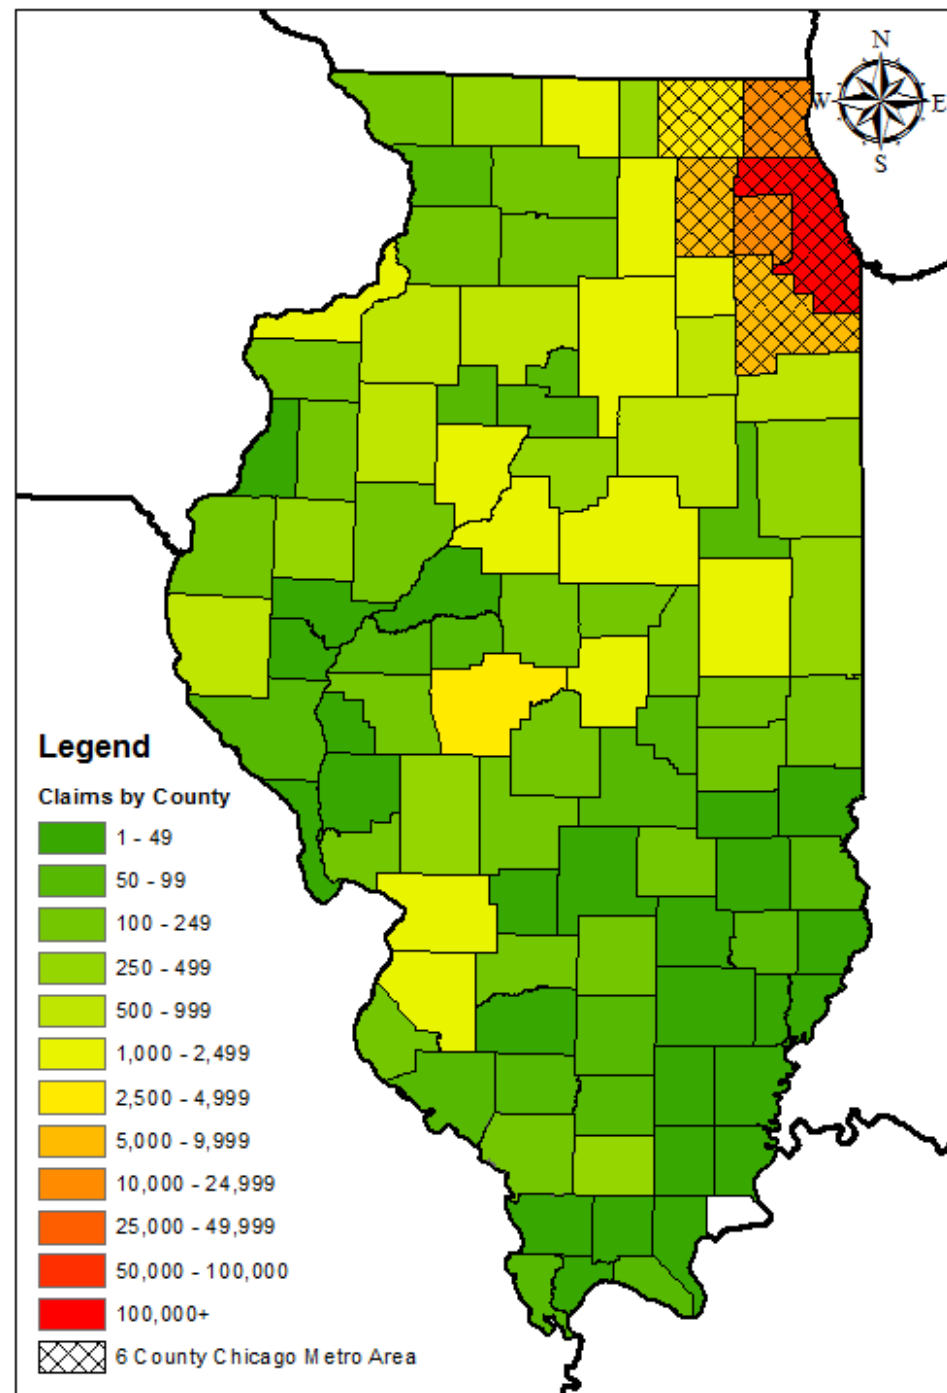 N
W E
S
Legend
Claims by County
1 - 49
50 - 99
100 - 249
250 - 499
500 - 999
1,000 - 2,499
2,500 - 4,999
5,000 - 9,999
10,000 - 24,999
25,000 - 49,999
50,000 - 100,000
100,000+
6 County Chicago Metro Area